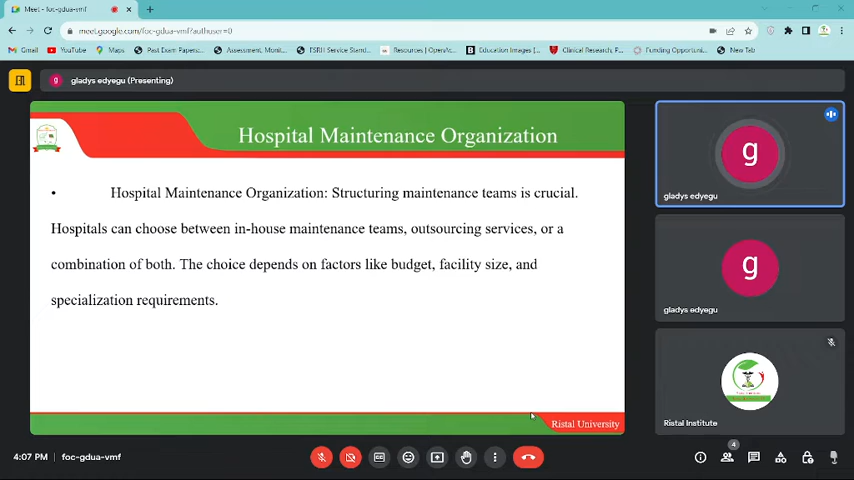 Meet - foc-gdua-vmf
meet.google.com/foc-gdua-vmf?authuser=0
Gmail
YouTube
Maps
Past Exam Papers:...
Assessment, Monit...
ESRU Service Stand...
Resources | OperaAc...
Education Images |...
Clinical Research, F...
Funding Opportuni...
New Tab
g
gladys edyegu (Presenting)
Hospital Maintenance Organization
• Hospital Maintenance Organization: Structuring maintenance teams is crucial.
Hospitals can choose between in-house maintenance teams, outsourcing services, or a
combination of both. The choice depends on factors like budget, facility size, and
specialization requirements.
Ristal University
g
gladys edyegu
g
gladys edyegu
Ristal Institute
4:07 PM
foc-gdua-vmf
4